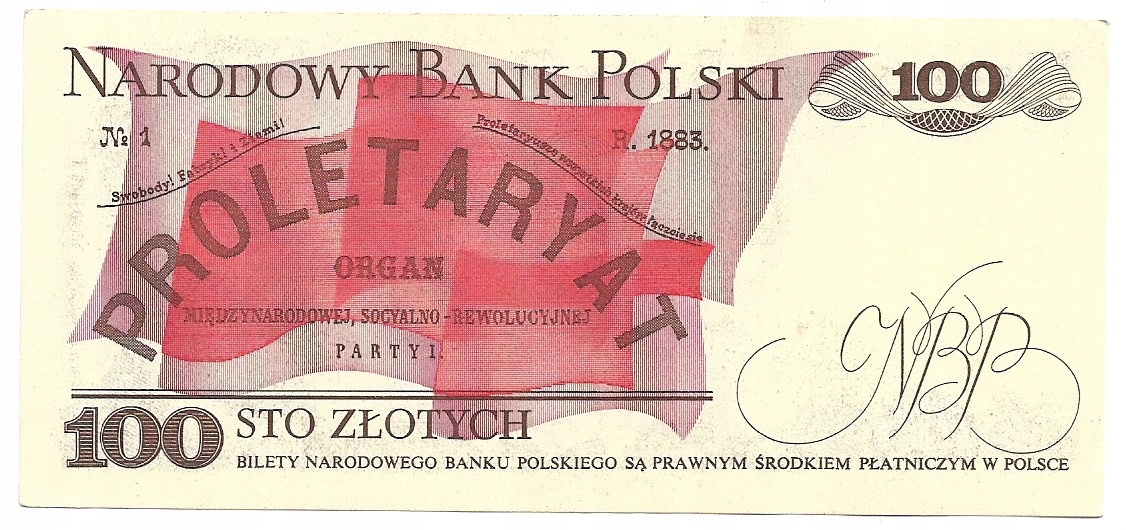 NARODOWY BANK POLSKI
100
№ 1
R. 1883.
Swobody! Fabryki i Ziemi!
Proletaryusze wszystkich krajów łączcie się
PROLETARYAT
ORGAN
MIĘDZYNARODOWEJ, SOCYALNO-REWOLUCYJNEJ
PARTYI.
NBP
100
STO ZŁOTYCH
BILETY NARODOWEGO BANKU POLSKIEGO SĄ PRAWNYM ŚRODKIEM PŁATNICZYM W POLSCE